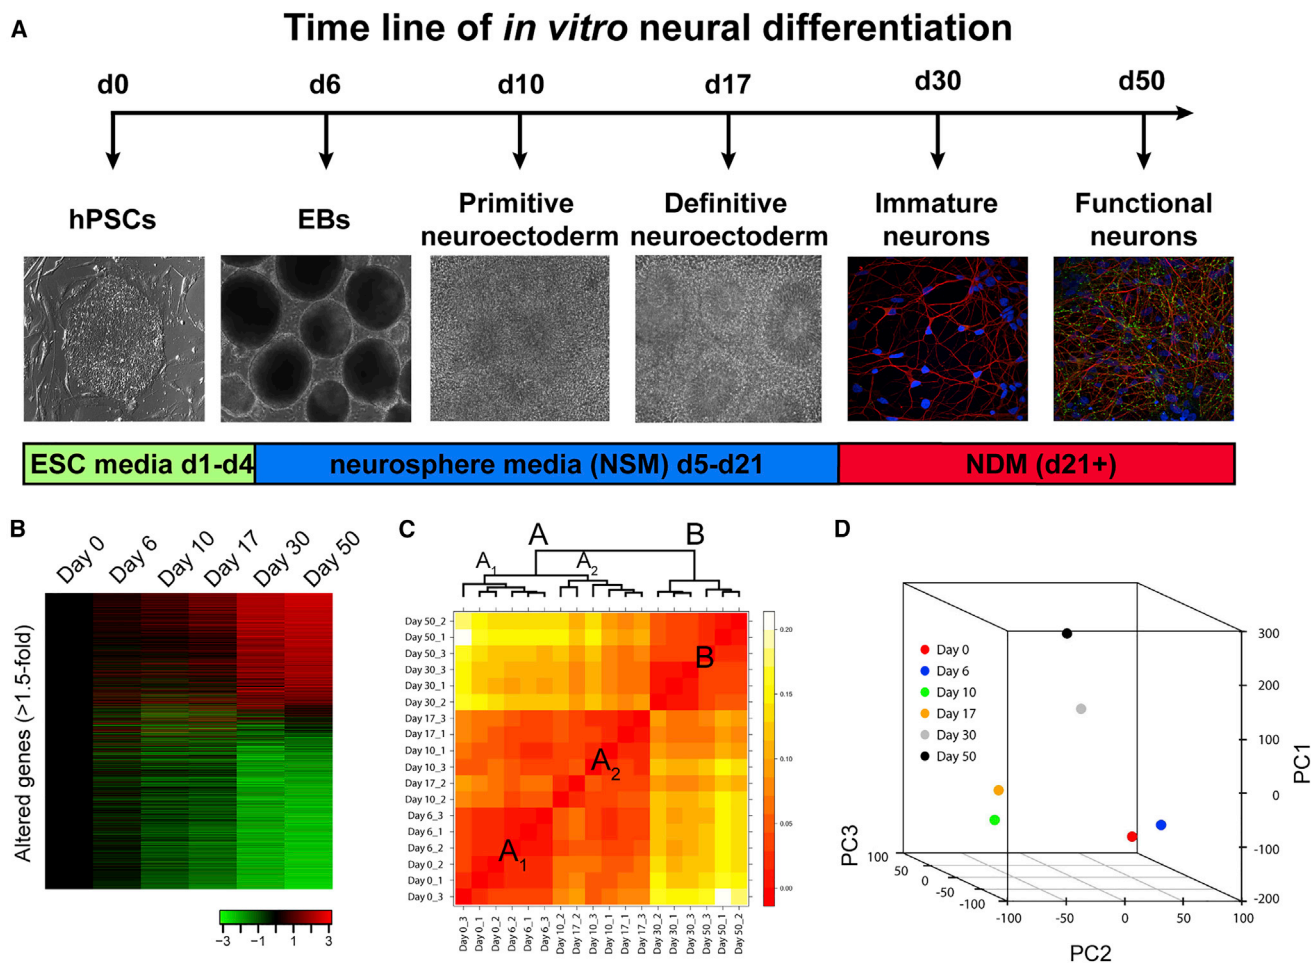 A
Time line of in vitro neural differentiation
d0
d6
d10
d17
d30
d50
hPSCs
EBs
Primitive
neuroectoderm
Definitive
neuroectoderm
Immature
neurons
Functional
neurons
ESC media d1-d4
neurosphere media (NSM) d5-d21
NDM (d21+)
B
Day 0
Day 6
Day 10
Day 17
Day 30
Day 50
Altered genes (>1.5-fold)
−3
−1
1
3
C
A
B
A1
A2
Day 50_2
Day 50_1
Day 50_3
Day 30_3
Day 30_1
Day 30_2
Day 17_3
Day 17_1
Day 10_1
Day 10_3
Day 17_2
Day 10_2
Day 6_3
Day 6_1
Day 6_2
Day 0_2
Day 0_1
Day 0_3
B
A2
A1
0.20
0.15
0.10
0.05
0.00
Day 0_3
Day 0_1
Day 0_2
Day 6_2
Day 6_1
Day 6_3
Day 10_2
Day 17_2
Day 10_3
Day 10_1
Day 17_1
Day 17_3
Day 30_2
Day 30_1
Day 30_3
Day 50_3
Day 50_1
Day 50_2
D
Day 0
Day 6
Day 10
Day 17
Day 30
Day 50
300
200
100
0
-100
-200
PC1
PC3
100
50
0
-50
-100
-100
-50
0
50
100
PC2